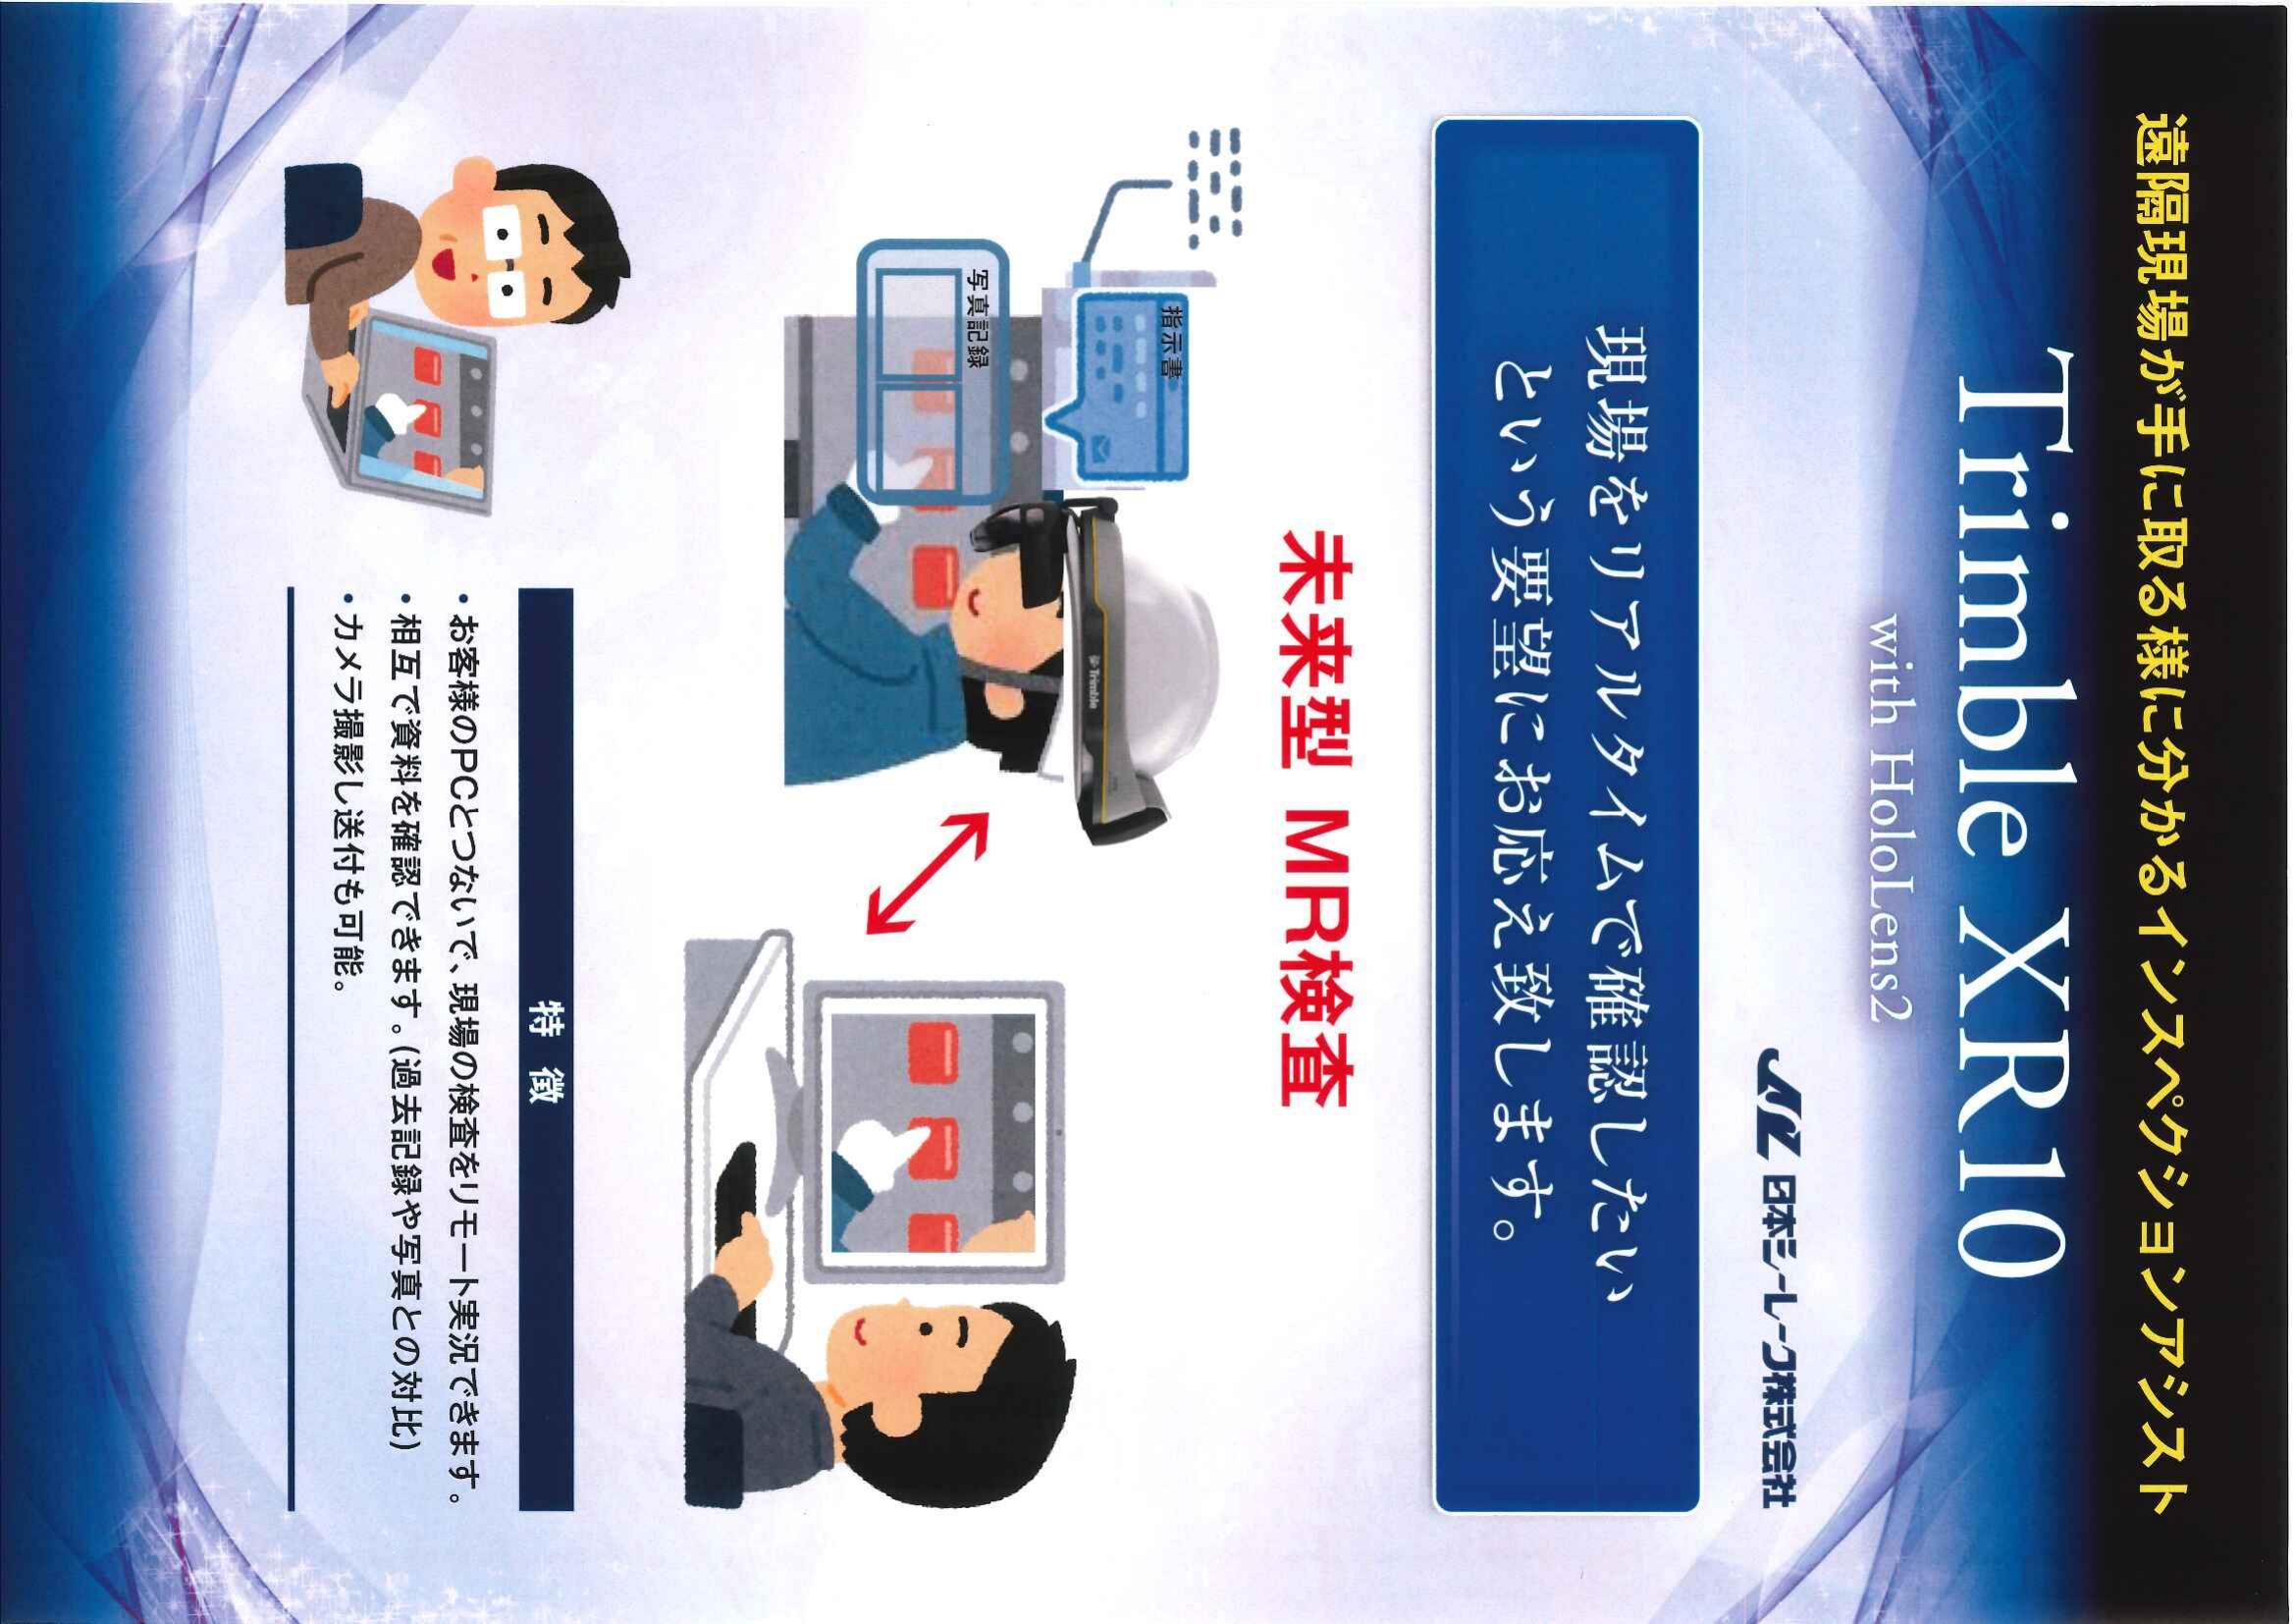 遠隔現場が手に取る様に分かるインスペクションアシスト
Trimble XR10
with HoloLens2
日本シーレーク株式会社
現場をリアルタイムで確認したい
という要望にお応え致します。
未来型 MR検査
指示書
写真記録
Trimble
特 徴
・お客様のPCとつないで、現場の検査をリモート実況できます。
・相互で資料を確認できます。(過去記録や写真との対比)
・カメラ撮影し送付も可能。